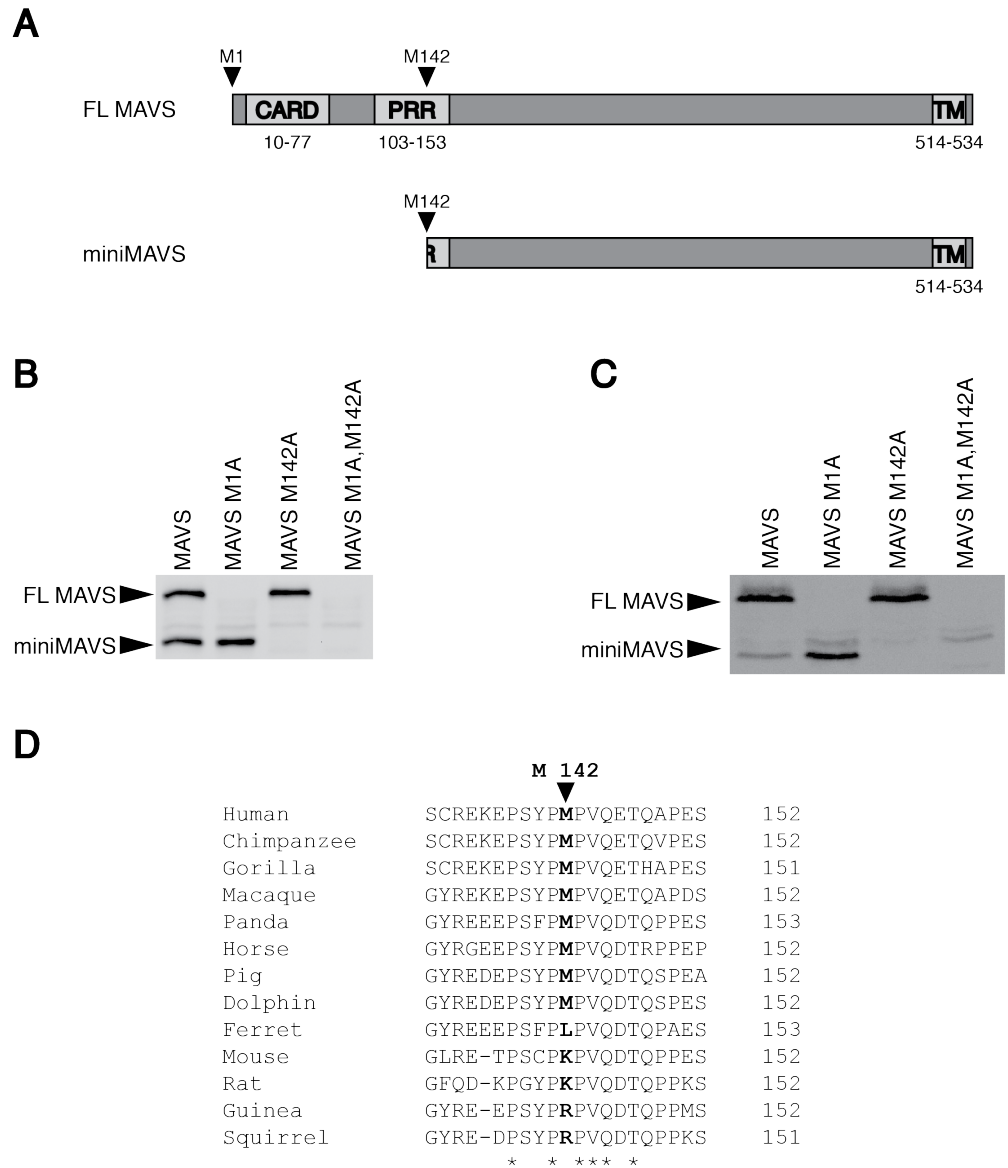 A
M1 M142
FL MAVS CARD PRR TM
10-77 103-153 514-534
M142
miniMAVS R TM
514-534
B
MAVS
MAVS M1A
MAVS M142A
MAVS M1A,M142A
FL MAVS
miniMAVS
C
MAVS
MAVS M1A
MAVS M142A
MAVS M1A,M142A
FL MAVS
miniMAVS
D
M 142
Human SCREKEPSYPMPVQETQAPES 152
Chimpanzee SCREKEPSYPMPVQETQVPES 152
Gorilla SCREKEPSYPMPVQETHAPES 151
Macaque GYREKEPSYPMPVQETQAPDS 152
Panda GYREEEPSFPMPVQDTQPPES 153
Horse GYRGEEPSYPMPVQDTRPPEP 152
Pig GYREDEPSYPMPVQDTQSPEA 152
Dolphin GYREDEPSYPMPVQDTQPPES 152
Ferret GYREEEPSFPLPVQDTQPAES 153
Mouse GLRE-TPSCPKPVQDTQPPES 152
Rat GFQD-KPGYPKPVQDTQPPKS 152
Guinea GYRE-EPSYPRPVQDTQPPMS 152
Squirrel GYRE-DPSYPRPVQDTQPPKS 151
* * *** *